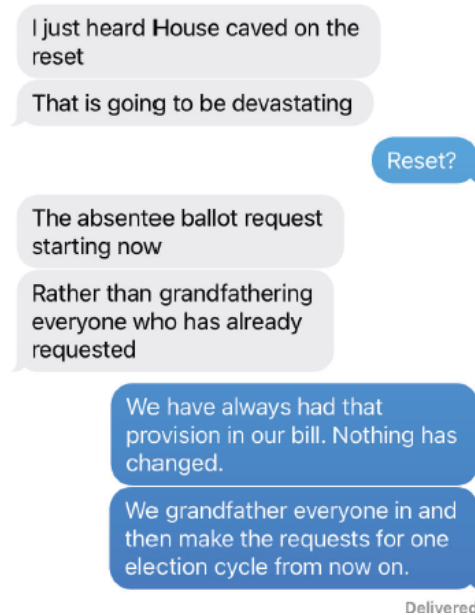 I just heard House caved on the
reset
That is going to be devastating
Reset?
The absentee ballot request
starting now
Rather than grandfathering
everyone who has already
requested
We have always had that
provision in our bill. Nothing has
changed.
We grandfather everyone in and
then make the requests for one
election cycle from now on.
Delivered